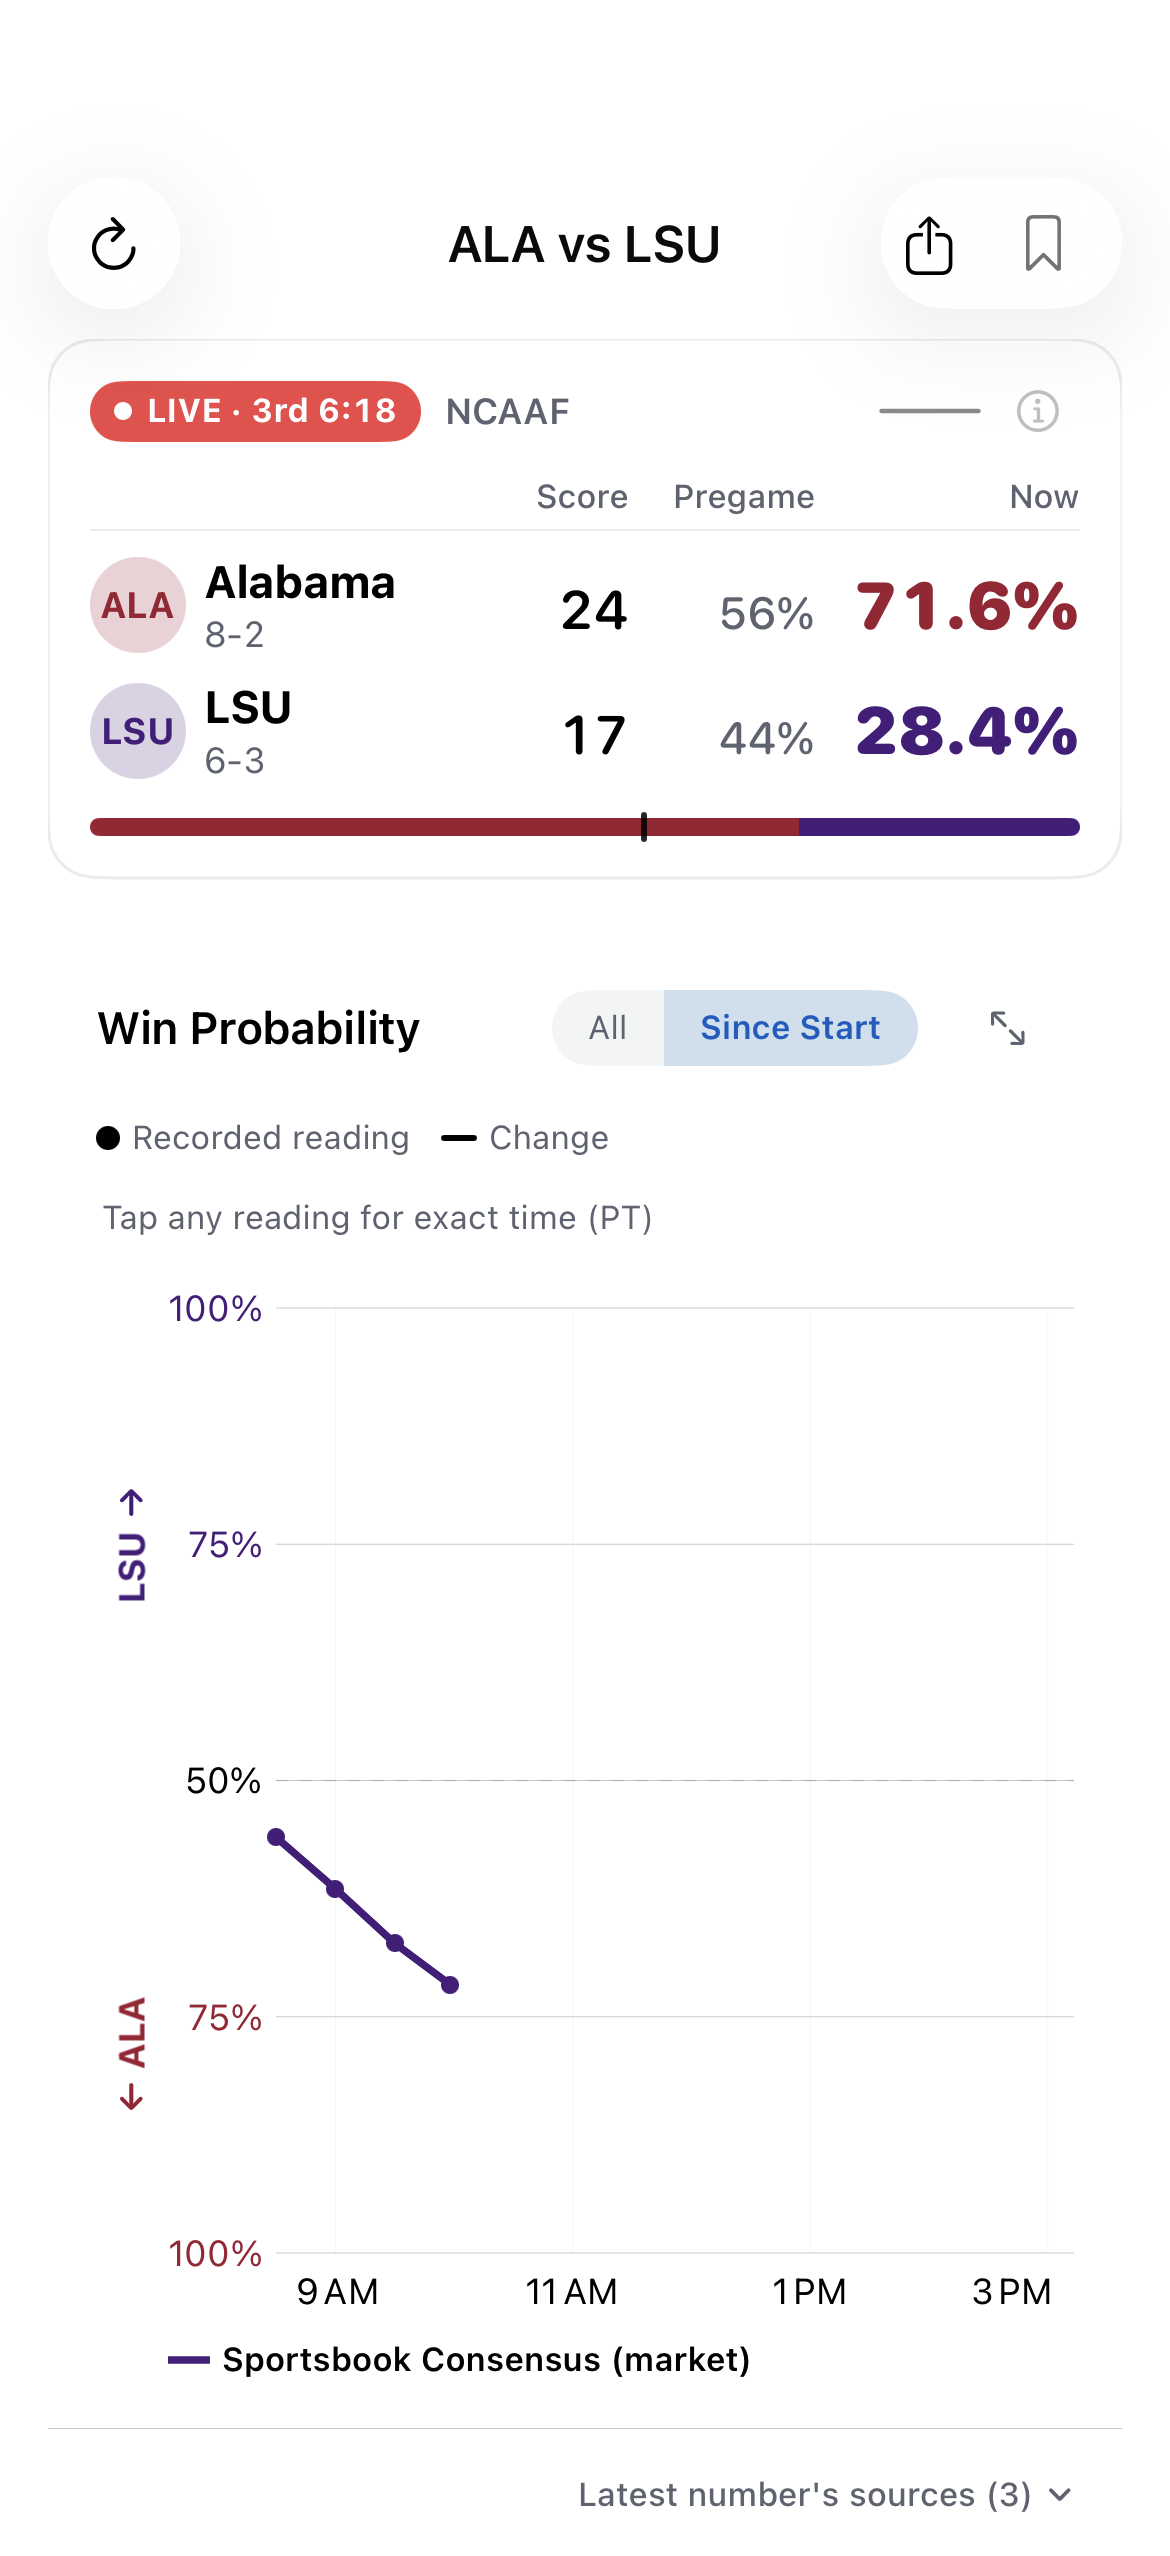 ALA vs LSU
LIVE · 3rd 6:18 NCAAF
Score Pregame Now
ALA Alabama 24 56% 71.6%
8-2
LSU LSU 17 44% 28.4%
6-3
Win Probability All Since Start
Recorded reading Change
Tap any reading for exact time (PT)
100%
LSU →
75%
50%
75%
← ALA
100%
9 AM 11 AM 1 PM 3 PM
Sportsbook Consensus (market)
Latest number's sources (3)